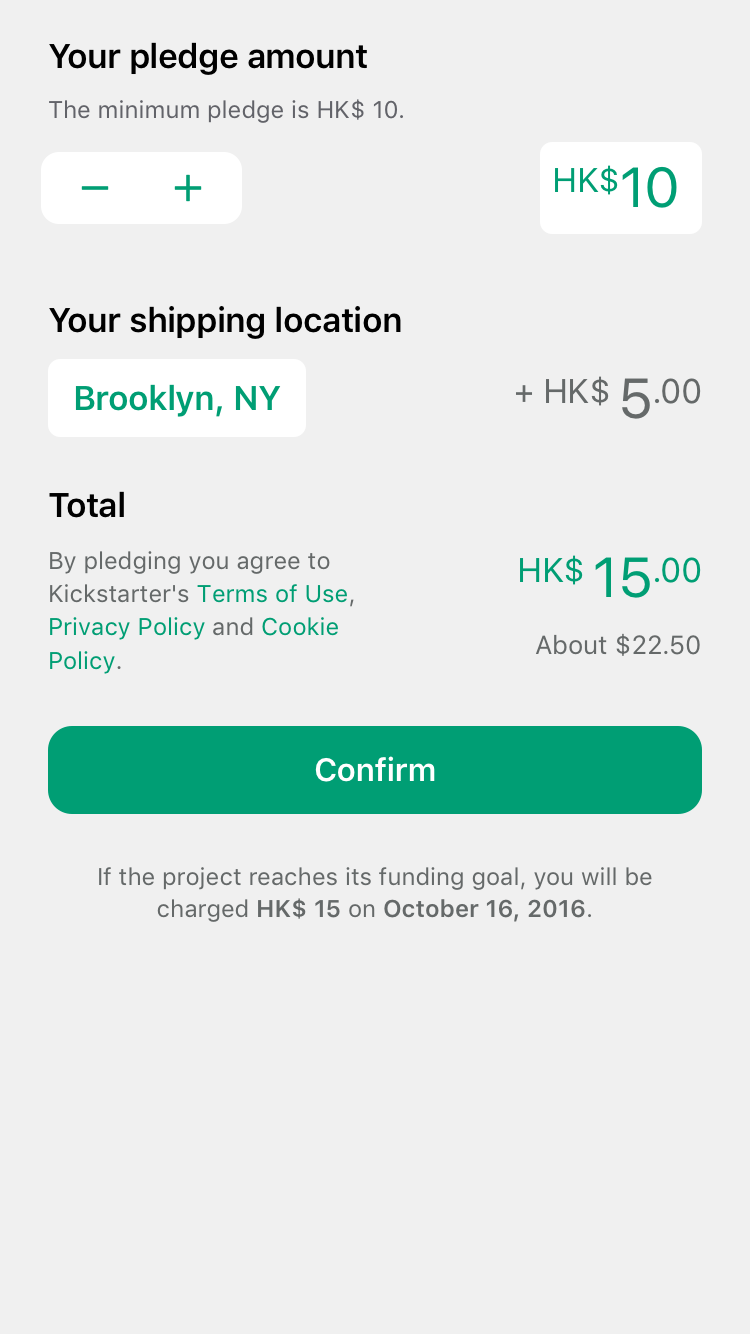 Your pledge amount
The minimum pledge is HK$ 10.
− +
HK$10
Your shipping location
Brooklyn, NY
+ HK$ 5.00
Total
By pledging you agree to
Kickstarter's Terms of Use,
Privacy Policy and Cookie
Policy.
HK$ 15.00
About $22.50
Confirm
If the project reaches its funding goal, you will be
charged HK$ 15 on October 16, 2016.